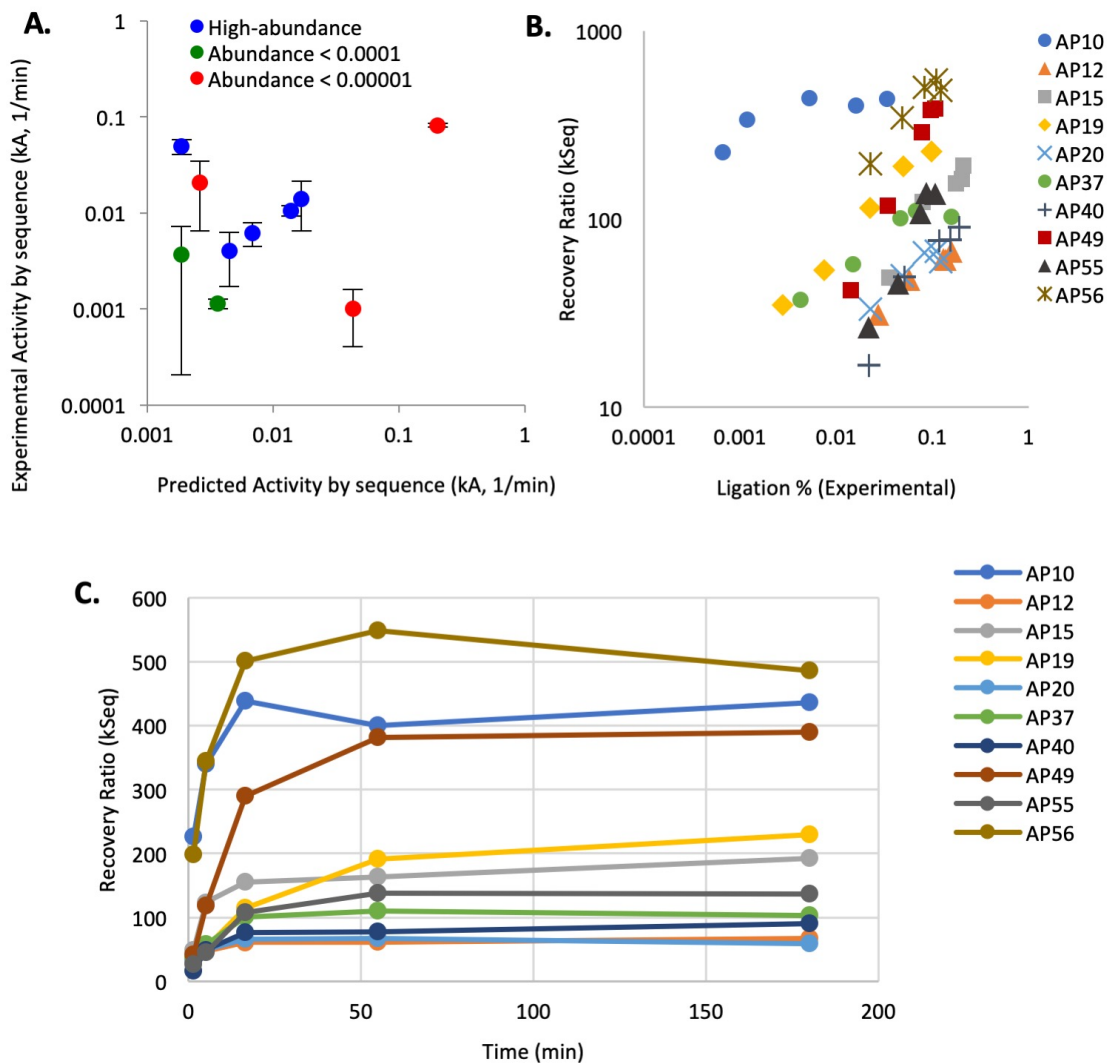 A.
High-abundance
Abundance < 0.0001
Abundance < 0.00001
1
0.1
0.01
0.001
0.0001
0.001
0.01
0.1
1
Experimental Activity by sequence (kA, 1/min)
Predicted Activity by sequence (kA, 1/min)
B.
1000
100
10
0.0001
0.001
0.01
0.1
1
Recovery Ratio (kSeq)
Ligation % (Experimental)
AP10
AP12
AP15
AP19
AP20
AP37
AP40
AP49
AP55
AP56
C.
600
500
400
300
200
100
0
0
50
100
150
200
Recovery Ratio (kSeq)
Time (min)
AP10
AP12
AP15
AP19
AP20
AP37
AP40
AP49
AP55
AP56